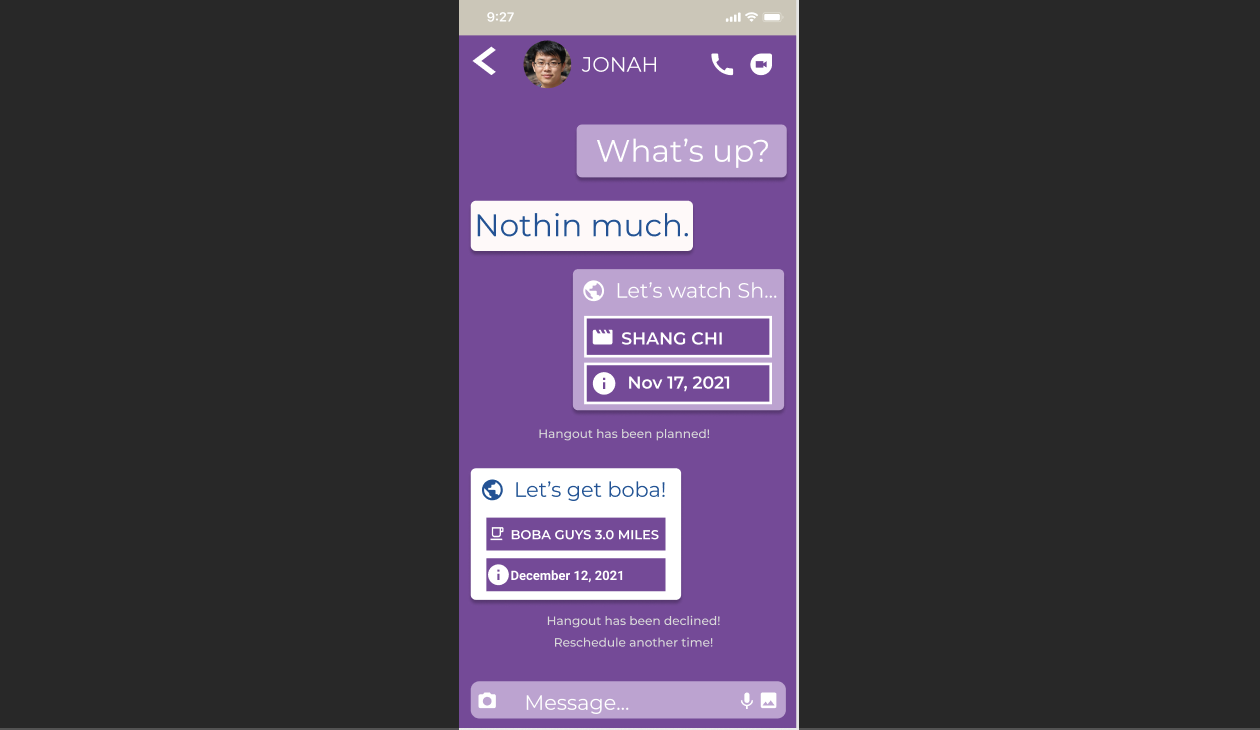 9:27
JONAH
What's up?
Nothin much.
Let's watch Sh...
SHANG CHI
Nov 17, 2021
Hangout has been planned!
Let's get boba!
BOBA GUYS 3.0 MILES
December 12, 2021
Hangout has been declined!
Reschedule another time!
Message...